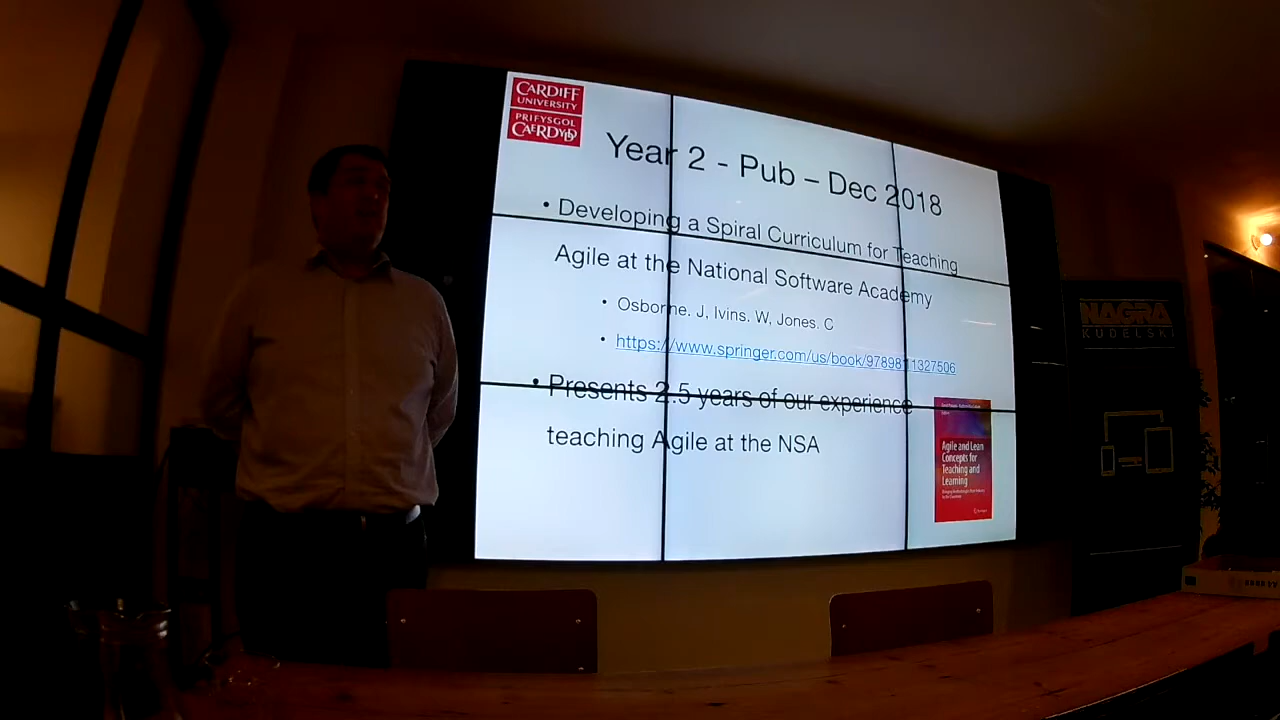 CARDIFF
UNIVERSITY
PRIFYSGOL
CAERDYDD
Year 2 - Pub – Dec 2018
• Developing a Spiral Curriculum for Teaching
Agile at the National Software Academy
• Osborne. J, Ivins. W, Jones. C
• https://www.springer.com/us/book/9789811327506
• Presents 2.5 years of our experience
teaching Agile at the NSA
Agile and Lean
Concepts for
Teaching and
Learning
NAGRA
KUDELSKI